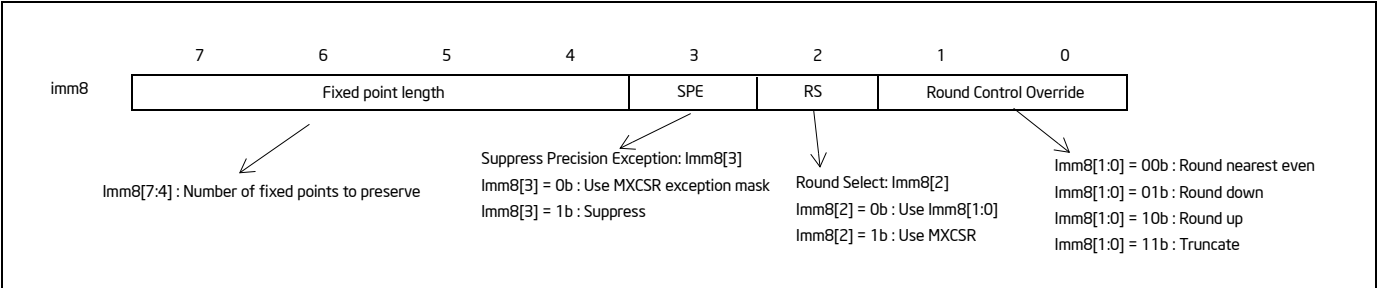 7 6 5 4 3 2 1 0
imm8 Fixed point length SPE RS Round Control Override
Imm8[7:4] : Number of fixed points to preserve
Suppress Precision Exception: Imm8[3]
Imm8[3] = 0b : Use MXCSR exception mask
Imm8[3] = 1b : Suppress
Round Select: Imm8[2]
Imm8[2] = 0b : Use Imm8[1:0]
Imm8[2] = 1b : Use MXCSR
Imm8[1:0] = 00b : Round nearest even
Imm8[1:0] = 01b : Round down
Imm8[1:0] = 10b : Round up
Imm8[1:0] = 11b : Truncate